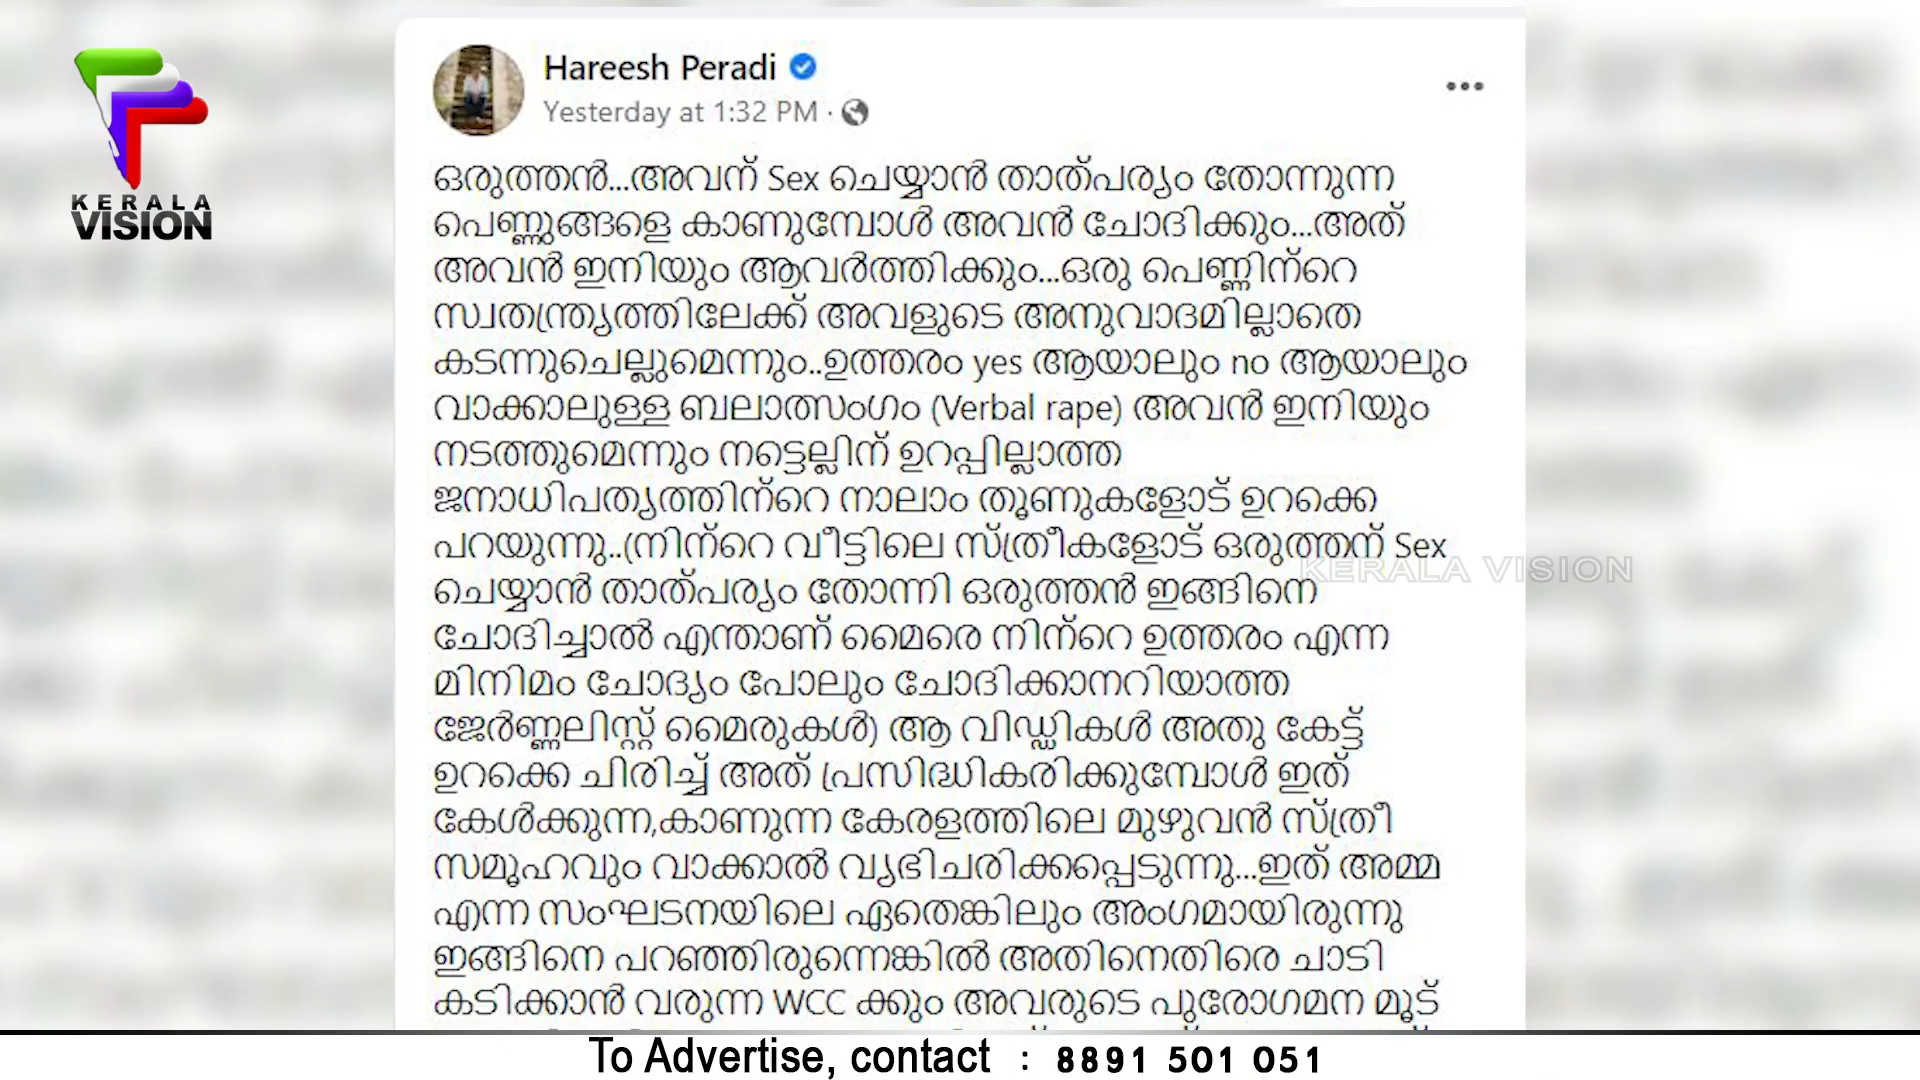 KERALA
VISION
Hareesh Peradi
Yesterday at 1:32 PM ·
ഒരുത്തൻ...അവന് Sex ചെയ്യാൻ താത്പര്യം തോന്നുന്ന
പെണ്ണുങ്ങളെ കാണുമ്പോൾ അവൻ ചോദിക്കും...അത്
അവൻ ഇനിയും ആവർത്തിക്കും...ഒരു പെണ്ണിന്റെ
സ്വതന്ത്ര്യത്തിലേക്ക് അവളുടെ അനുവാദമില്ലാതെ
കടന്നുചെല്ലുമെന്നും..ഉത്തരം yes ആയാലും no ആയാലും
വാക്കാലുള്ള ബലാത്സംഗം (Verbal rape) അവൻ ഇനിയും
നടത്തുമെന്നും നട്ടെല്ലിന് ഉറപ്പില്ലാത്ത
ജനാധിപത്യത്തിന്റെ നാലാം തൂണുകളോട് ഉറക്കെ
പറയുന്നു..(നിന്റെ വീട്ടിലെ സ്ത്രീകളോട് ഒരുത്തന് Sex
ചെയ്യാൻ താത്പര്യം തോന്നി ഒരുത്തൻ ഇങ്ങിനെ
ചോദിച്ചാൽ എന്താണ് മൈരെ നിന്റെ ഉത്തരം എന്ന
മിനിമം ചോദ്യം പോലും ചോദിക്കാനറിയാത്ത
ജേർണ്ണലിസ്റ്റ് മൈരുകൾ) ആ വിഡ്ഢികൾ അതു കേട്ട്
ഉറക്കെ ചിരിച്ച് അത് പ്രസിദ്ധികരിക്കുമ്പോൾ ഇത്
കേൾക്കുന്ന,കാണുന്ന കേരളത്തിലെ മുഴുവൻ സ്ത്രീ
സമൂഹവും വാക്കാൽ വ്യഭിചരിക്കപ്പെടുന്നു...ഇത് അമ്മ
എന്ന സംഘടനയിലെ ഏതെങ്കിലും അംഗമായിരുന്നു
ഇങ്ങിനെ പറഞ്ഞിരുന്നെങ്കിൽ അതിനെതിരെ ചാടി
കടിക്കാൻ വരുന്ന WCC ക്കും അവരുടെ പുരോഗമന മൂട്
KERALA VISION
To Advertise, contact : 8891 501 051